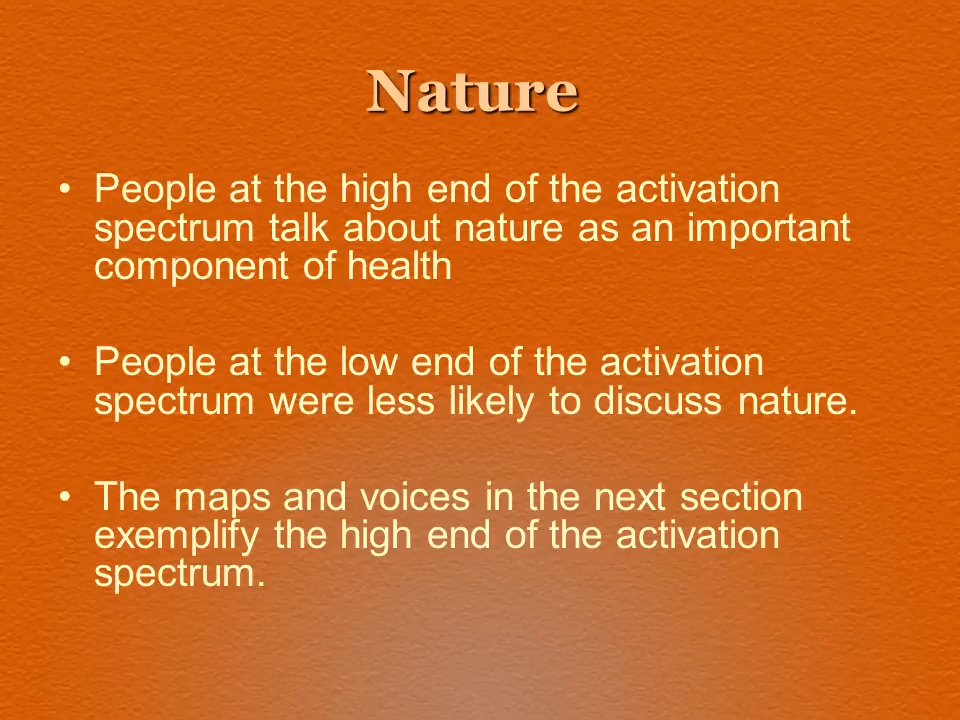 Nature
• People at the high end of the activation
spectrum talk about nature as an important
component of health
• People at the low end of the activation
spectrum were less likely to discuss nature.
• The maps and voices in the next section
exemplify the high end of the activation
spectrum.